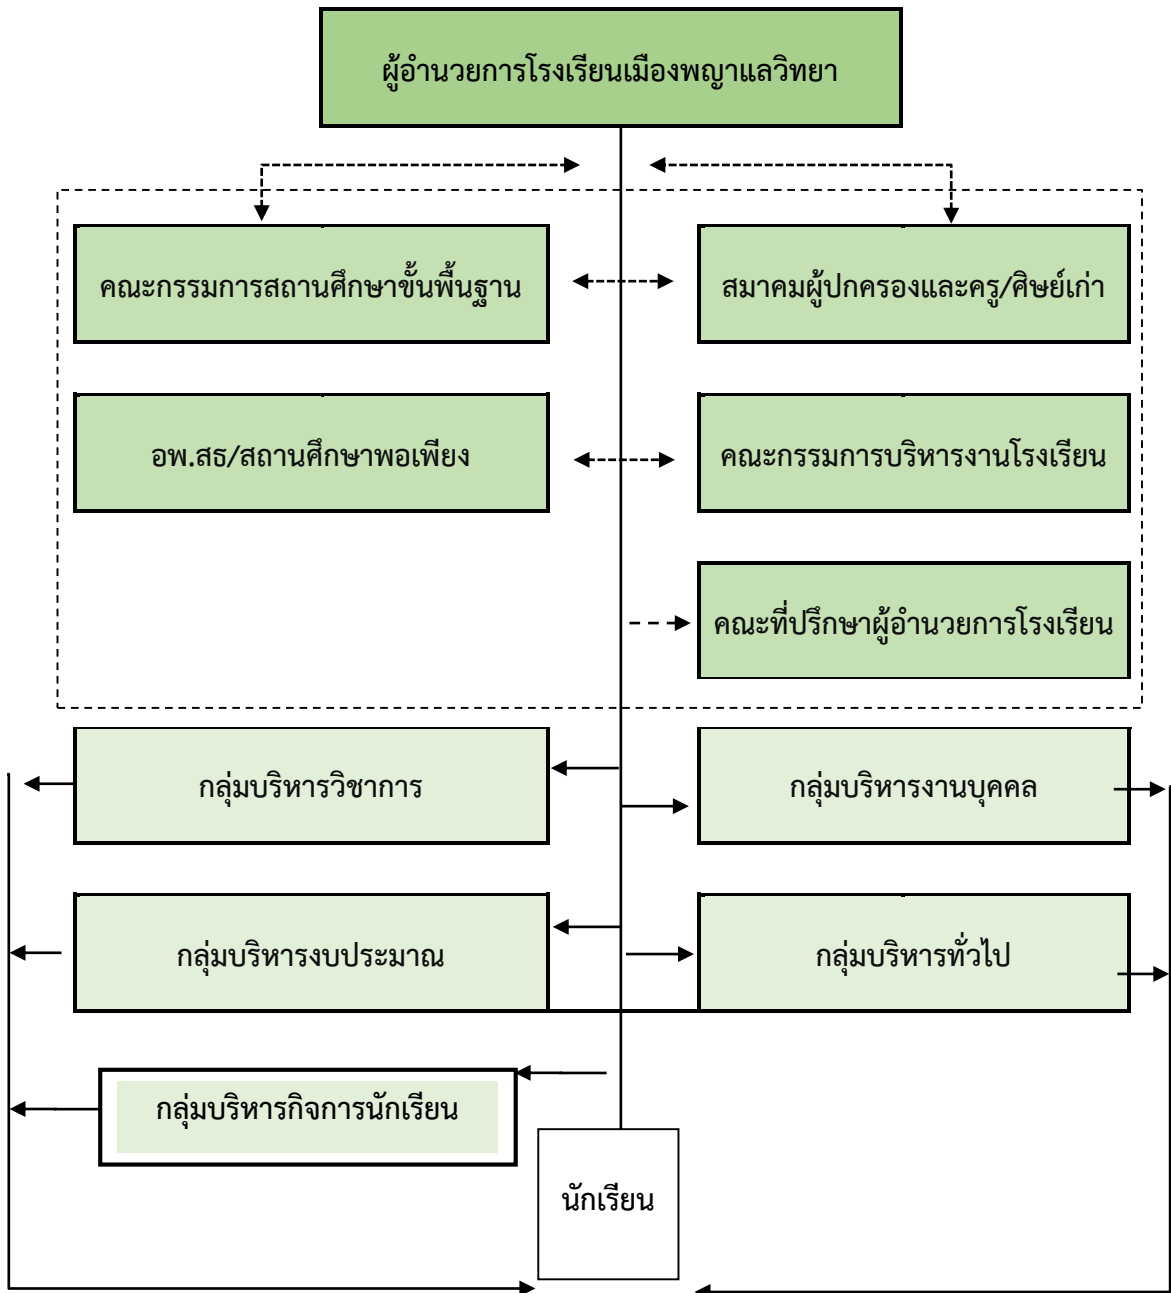 ผู้อำนวยการโรงเรียนเมืองพญาแลวิทยา
คณะกรรมการสถานศึกษาขั้นพื้นฐาน
สมาคมผู้ปกครองและครู/ศิษย์เก่า
อพ.สธ/สถานศึกษาพอเพียง
คณะกรรมการบริหารงานโรงเรียน
คณะที่ปรึกษาผู้อำนวยการโรงเรียน
กลุ่มบริหารวิชาการ
กลุ่มบริหารงานบุคคล
กลุ่มบริหารงบประมาณ
กลุ่มบริหารทั่วไป
กลุ่มบริหารกิจการนักเรียน
นักเรียน